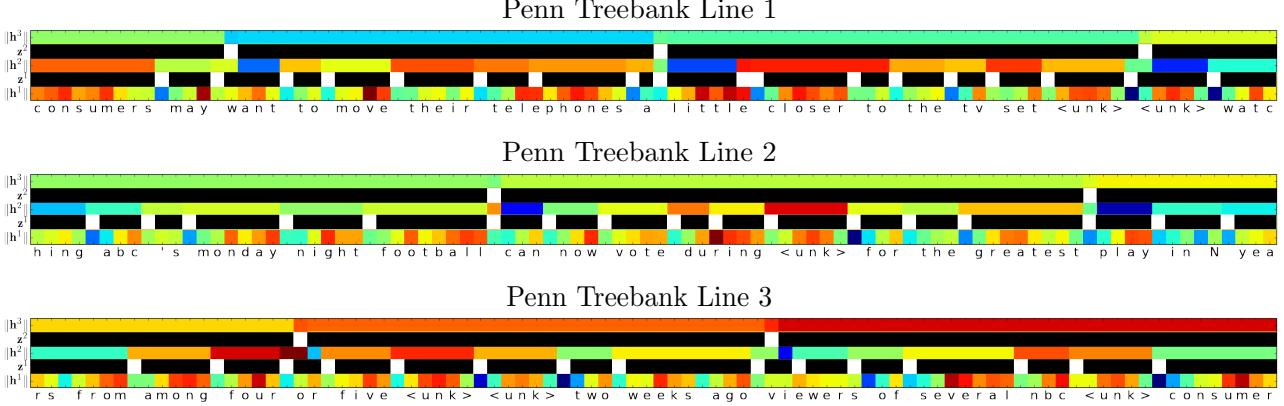 Penn Treebank Line 1
‖h³‖
z²
‖h²‖
z¹
‖h¹‖
consumers may want to move their telephones a little closer to the tv set <unk> <unk> watc
Penn Treebank Line 2
‖h³‖
z²
‖h²‖
z¹
‖h¹‖
hing abc 's monday night football can now vote during <unk> for the greatest play in N yea
Penn Treebank Line 3
‖h³‖
z²
‖h²‖
z¹
‖h¹‖
rs from among four or five <unk> <unk> two weeks ago viewers of several nbc <unk> consumer